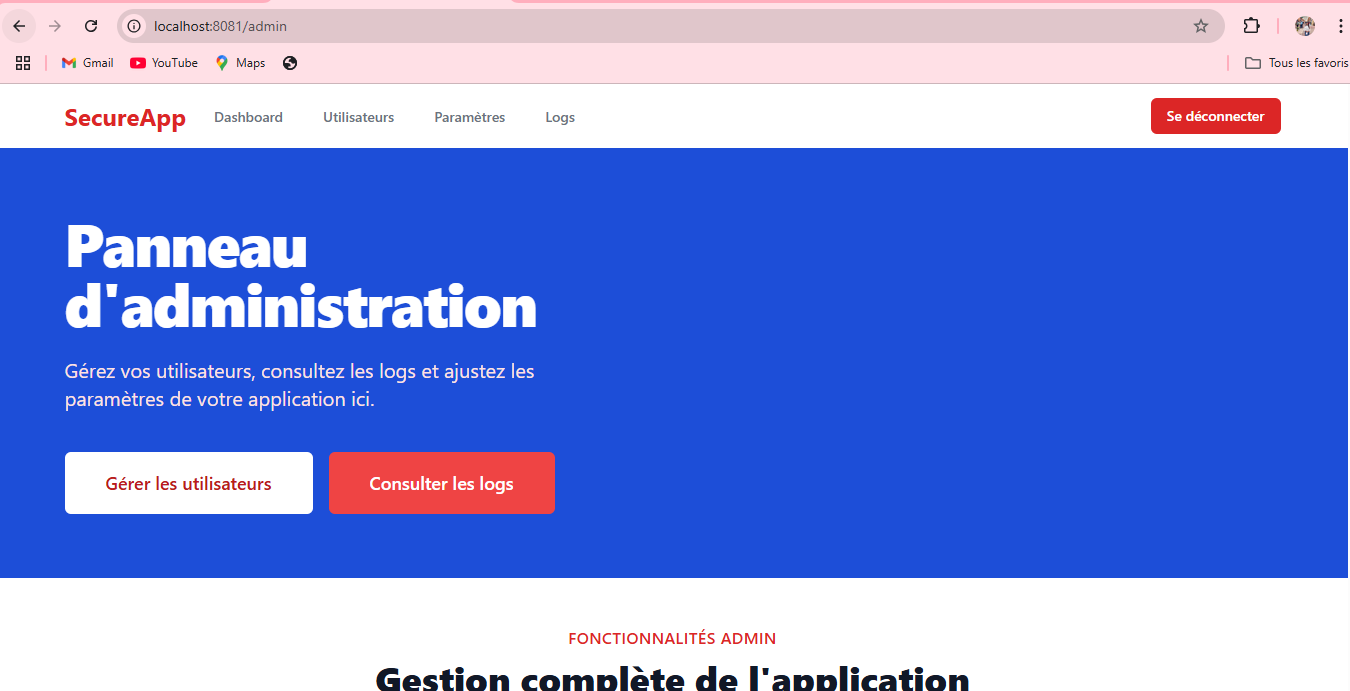 localhost:8081/admin
Gmail YouTube Maps Tous les favoris
SecureApp Dashboard Utilisateurs Paramètres Logs Se déconnecter
Panneau
d'administration
Gérez vos utilisateurs, consultez les logs et ajustez les
paramètres de votre application ici.
Gérer les utilisateurs Consulter les logs
FONCTIONNALITÉS ADMIN
Gestion complète de l'application